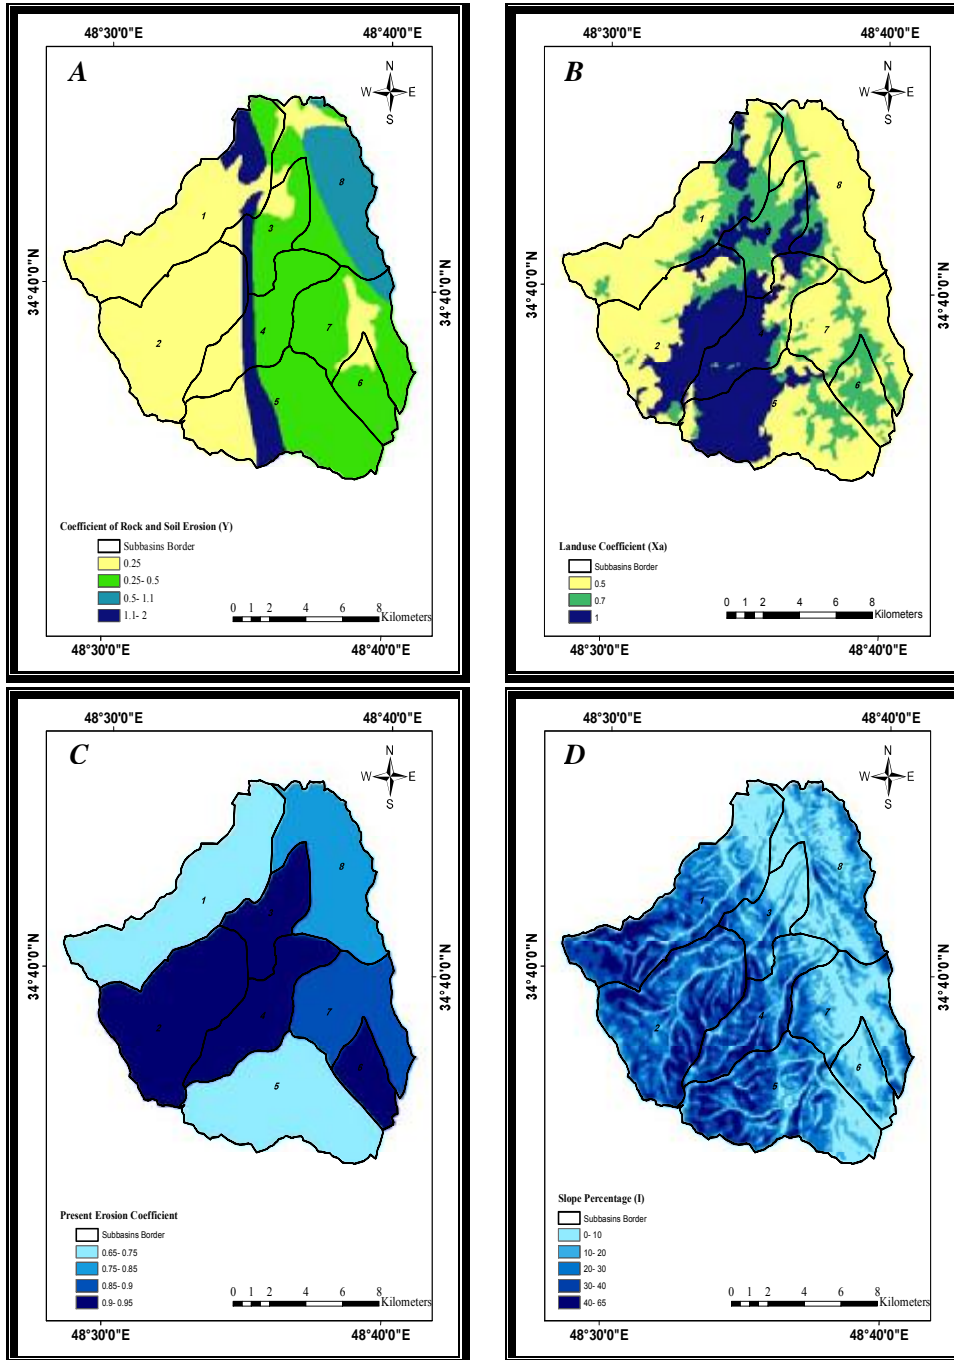 48°30'0"E 48°40'0"E
A
N
W E
S
8
1
3
34°40'0"N
34°40'0"N
2
4
7
6
5
Coefficient of Rock and Soil Erosion (Y)
Subbasins Border
0.25
0.25- 0.5
0.5- 1.1
1.1- 2
0 1 2 4 6 8
Kilometers
48°30'0"E 48°40'0"E
48°30'0"E 48°40'0"E
B
N
W E
S
8
1
34°40'0"N
34°40'0"N
2
7
6
5
Landuse Coefficient (Xa)
Subbasins Border
0.5
0.7
1
0 1 2 4 6 8
Kilometers
48°30'0"E 48°40'0"E
48°30'0"E 48°40'0"E
C
N
W E
S
8
1
34°40'0"N
34°40'0"N
7
5
Present Erosion Coefficient
Subbasins Border
0.65- 0.75
0.75- 0.85
0.85- 0.9
0.9- 0.95
0 1 2 4 6 8
Kilometers
48°30'0"E 48°40'0"E
48°30'0"E 48°40'0"E
D
N
W E
S
8
1
3
34°40'0"N
34°40'0"N
2
4
7
6
5
Slope Percentage (I)
Subbasins Border
0- 10
10- 20
20- 30
30- 40
40- 65
0 1 2 4 6 8
Kilometers
48°30'0"E 48°40'0"E